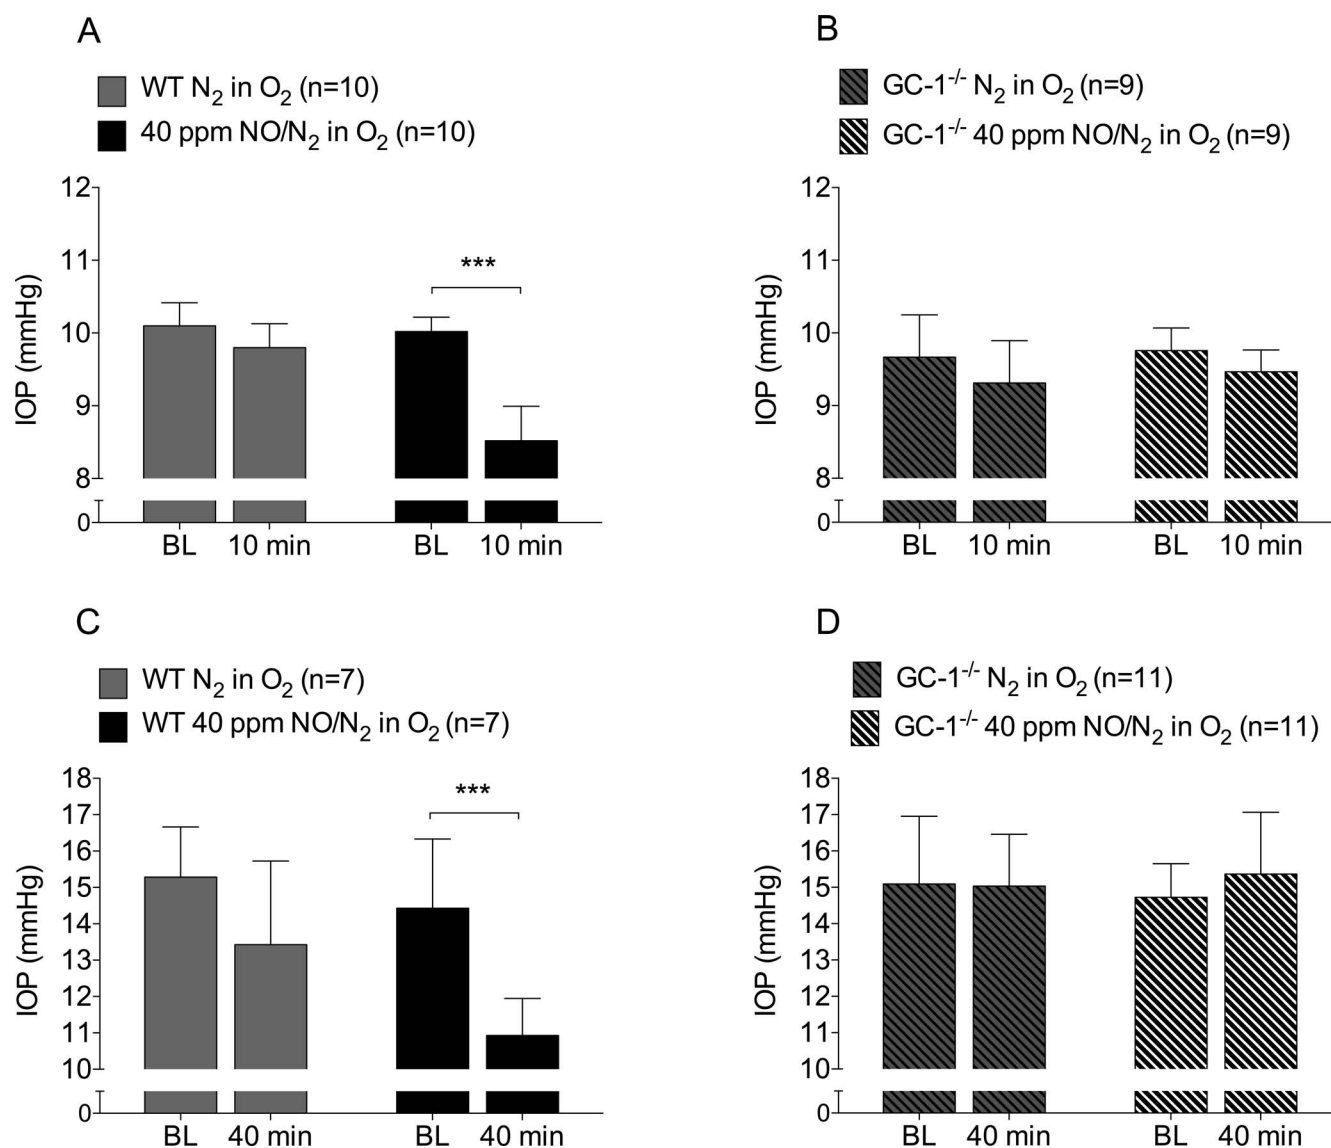 A
WT N₂ in O₂ (n=10)
40 ppm NO/N₂ in O₂ (n=10)
12
11
10
9
8
0
IOP (mmHg)
***
BL 10 min BL 10 min
B
GC-1⁻/⁻ N₂ in O₂ (n=9)
GC-1⁻/⁻ 40 ppm NO/N₂ in O₂ (n=9)
12
11
10
9
8
0
IOP (mmHg)
BL 10 min BL 10 min
C
WT N₂ in O₂ (n=7)
WT 40 ppm NO/N₂ in O₂ (n=7)
18
17
16
15
14
13
12
11
10
0
IOP (mmHg)
***
BL 40 min BL 40 min
D
GC-1⁻/⁻ N₂ in O₂ (n=11)
GC-1⁻/⁻ 40 ppm NO/N₂ in O₂ (n=11)
18
17
16
15
14
13
12
11
10
0
IOP (mmHg)
BL 40 min BL 40 min